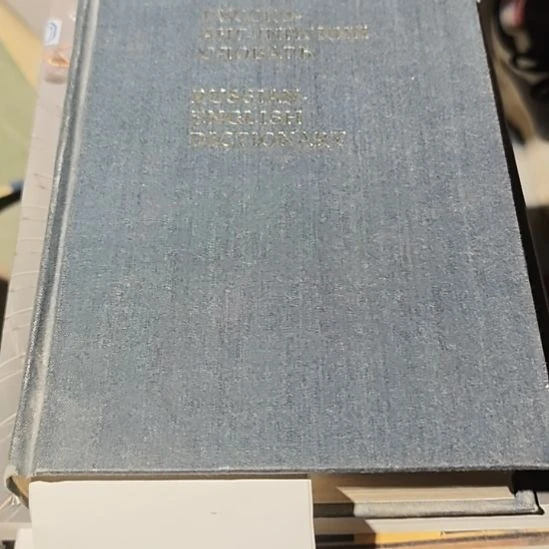 РУССКО-
АНГЛИЙСКИЙ
СЛОВАРЬ
RUSSIAN-
ENGLISH
DICTIONARY